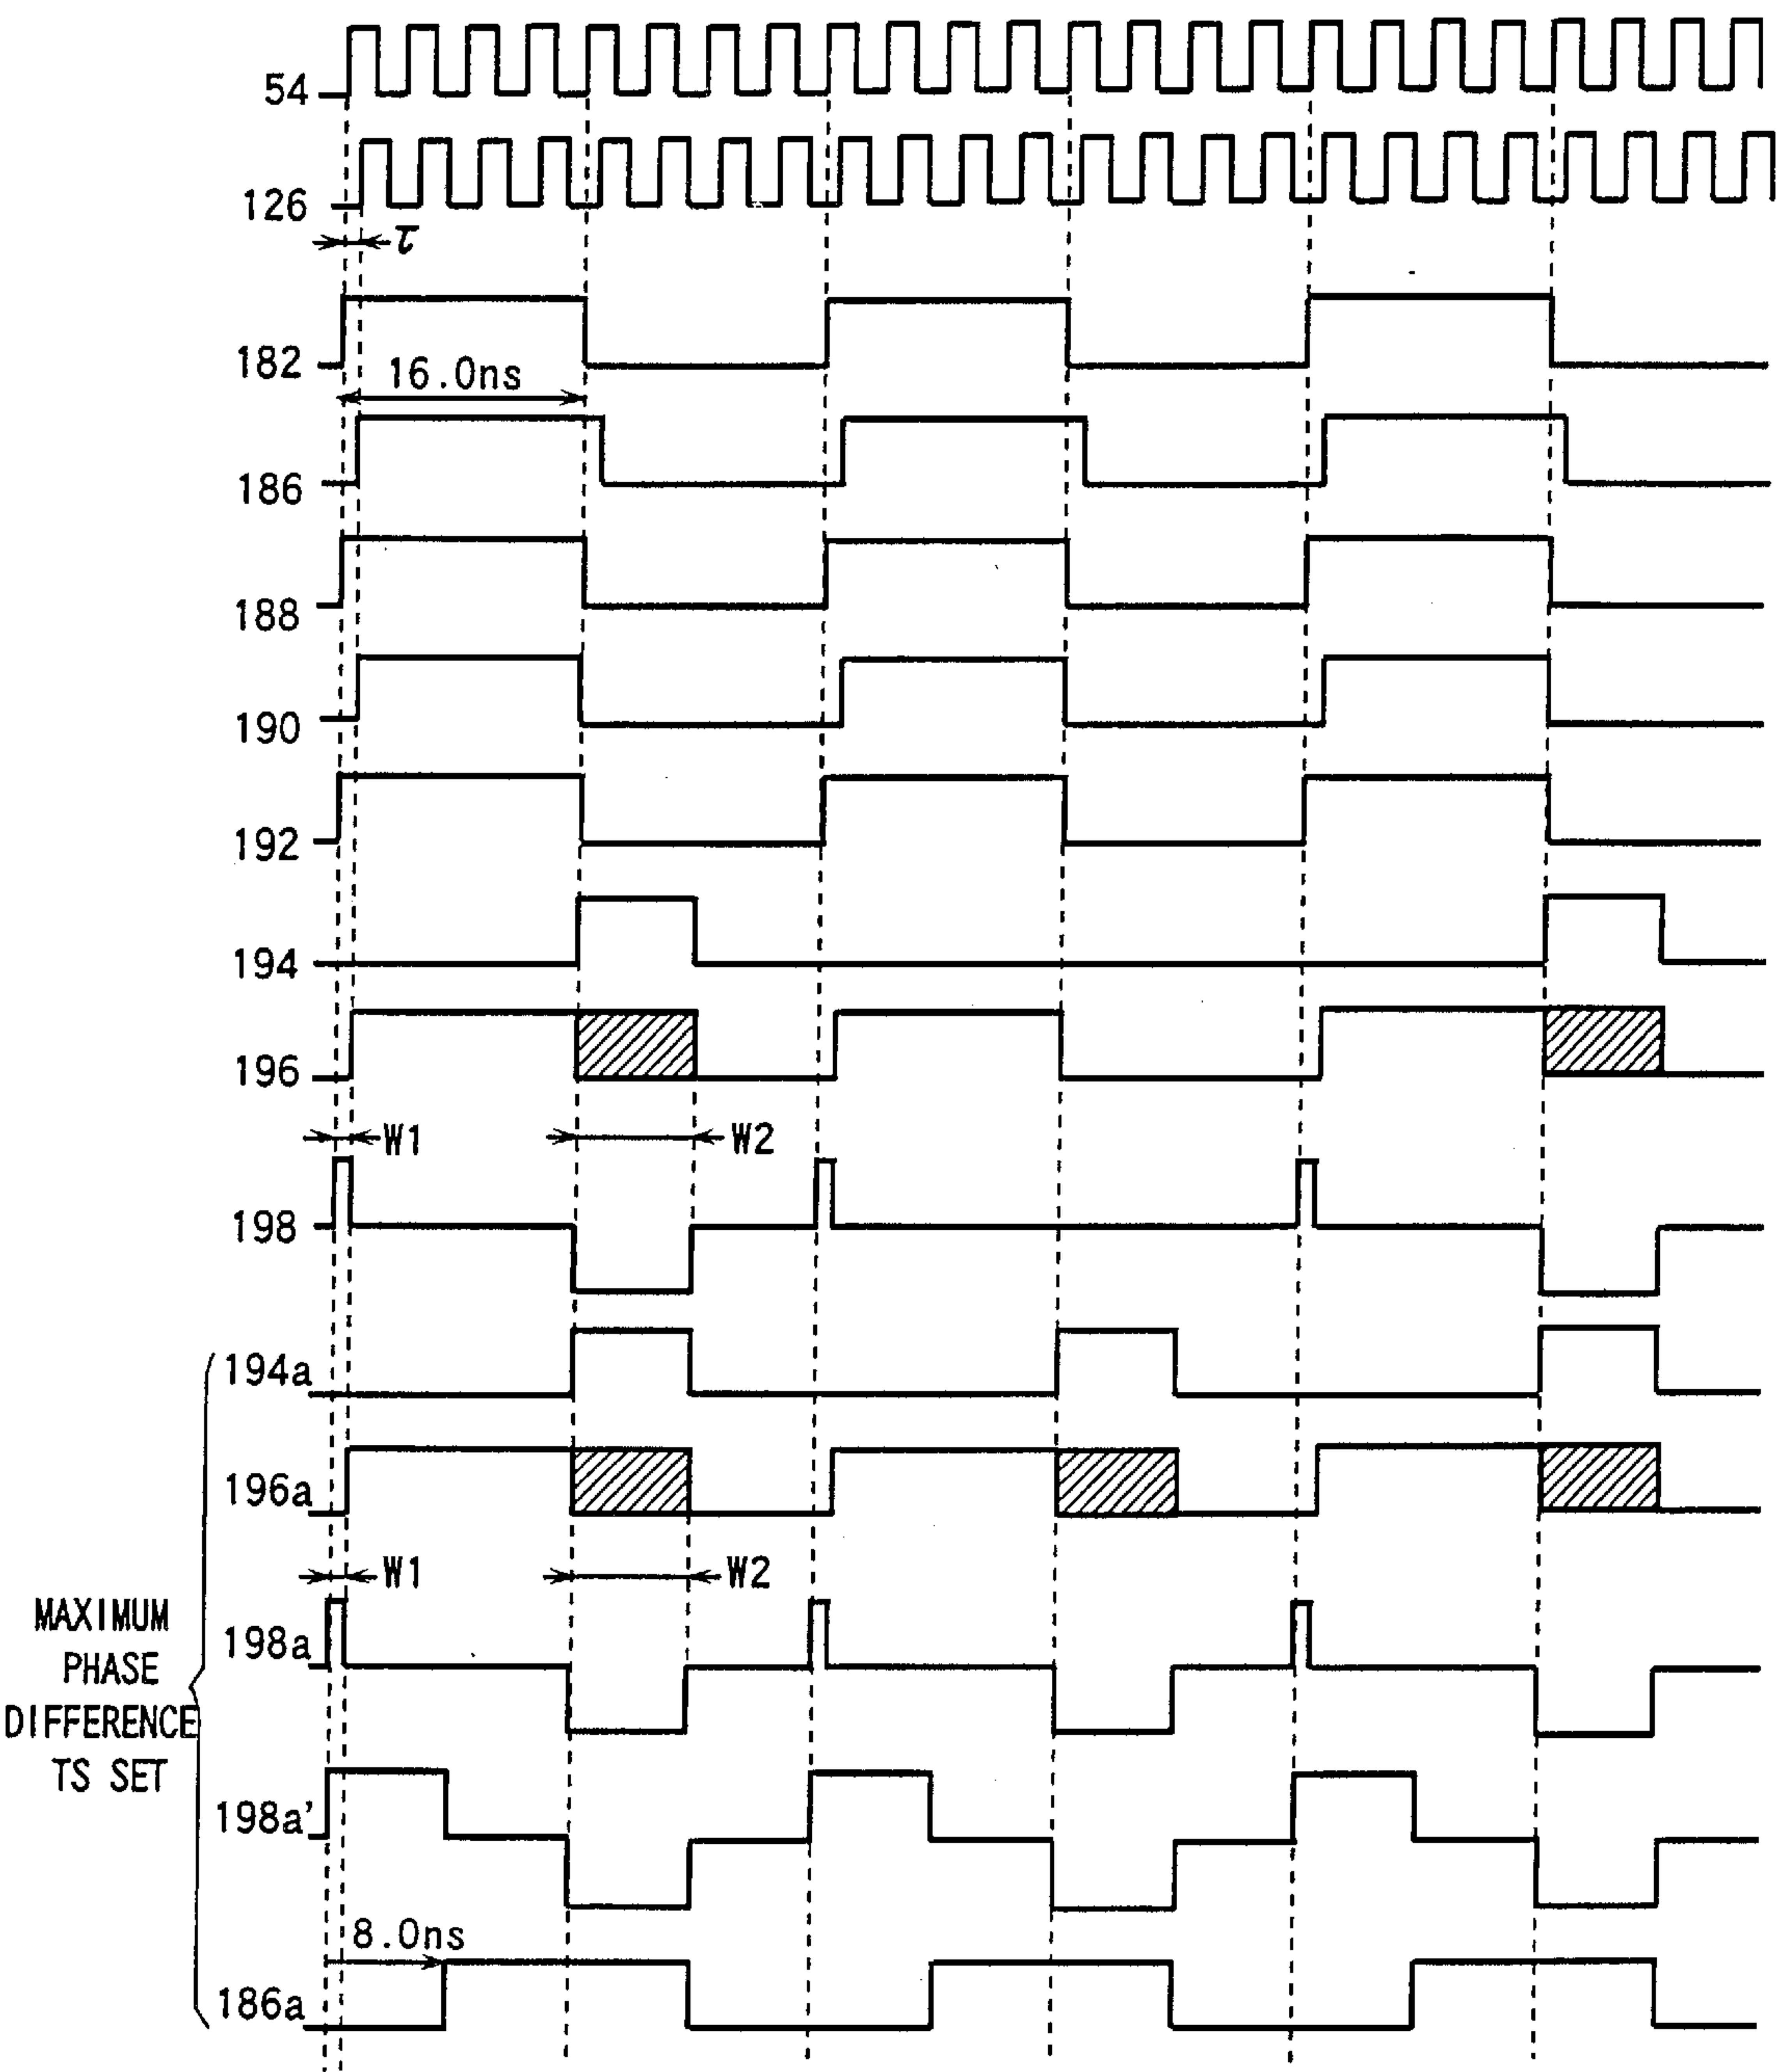 54
126
τ
182
16.0ns
186
188
190
192
194
196
W1
W2
198
194a
196a
W1
W2
MAXIMUM
PHASE
DIFFERENCE
TS SET
198a
198a'
8.0ns
186a